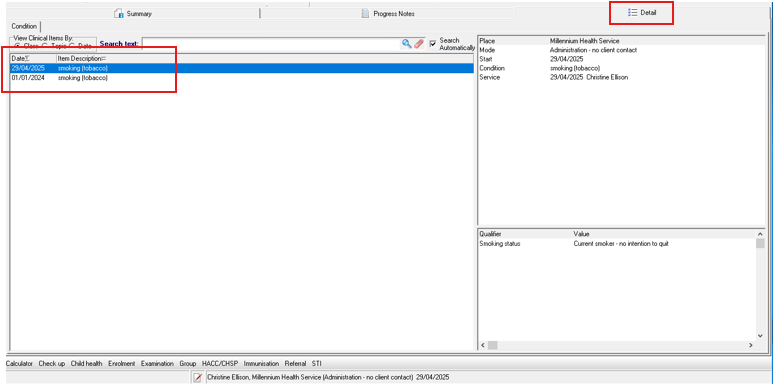 Summary Progress Notes Detail
Condition
View Clinical Items By:
Class Topic Date Search text: Search Automatically
Date Item Description
29/04/2025 smoking (tobacco)
01/01/2024 smoking (tobacco)
Place Millennium Health Service
Mode Administration - no client contact
Start 29/04/2025
Condition smoking (tobacco)
Service 29/04/2025 Christine Ellison
Qualifier Value
Smoking status Current smoker - no intention to quit
Calculator Check up Child health Enrolment Examination Group HACC/CHSP Immunisation Referral STI
Christine Ellison, Millennium Health Service (Administration - no client contact) 29/04/2025